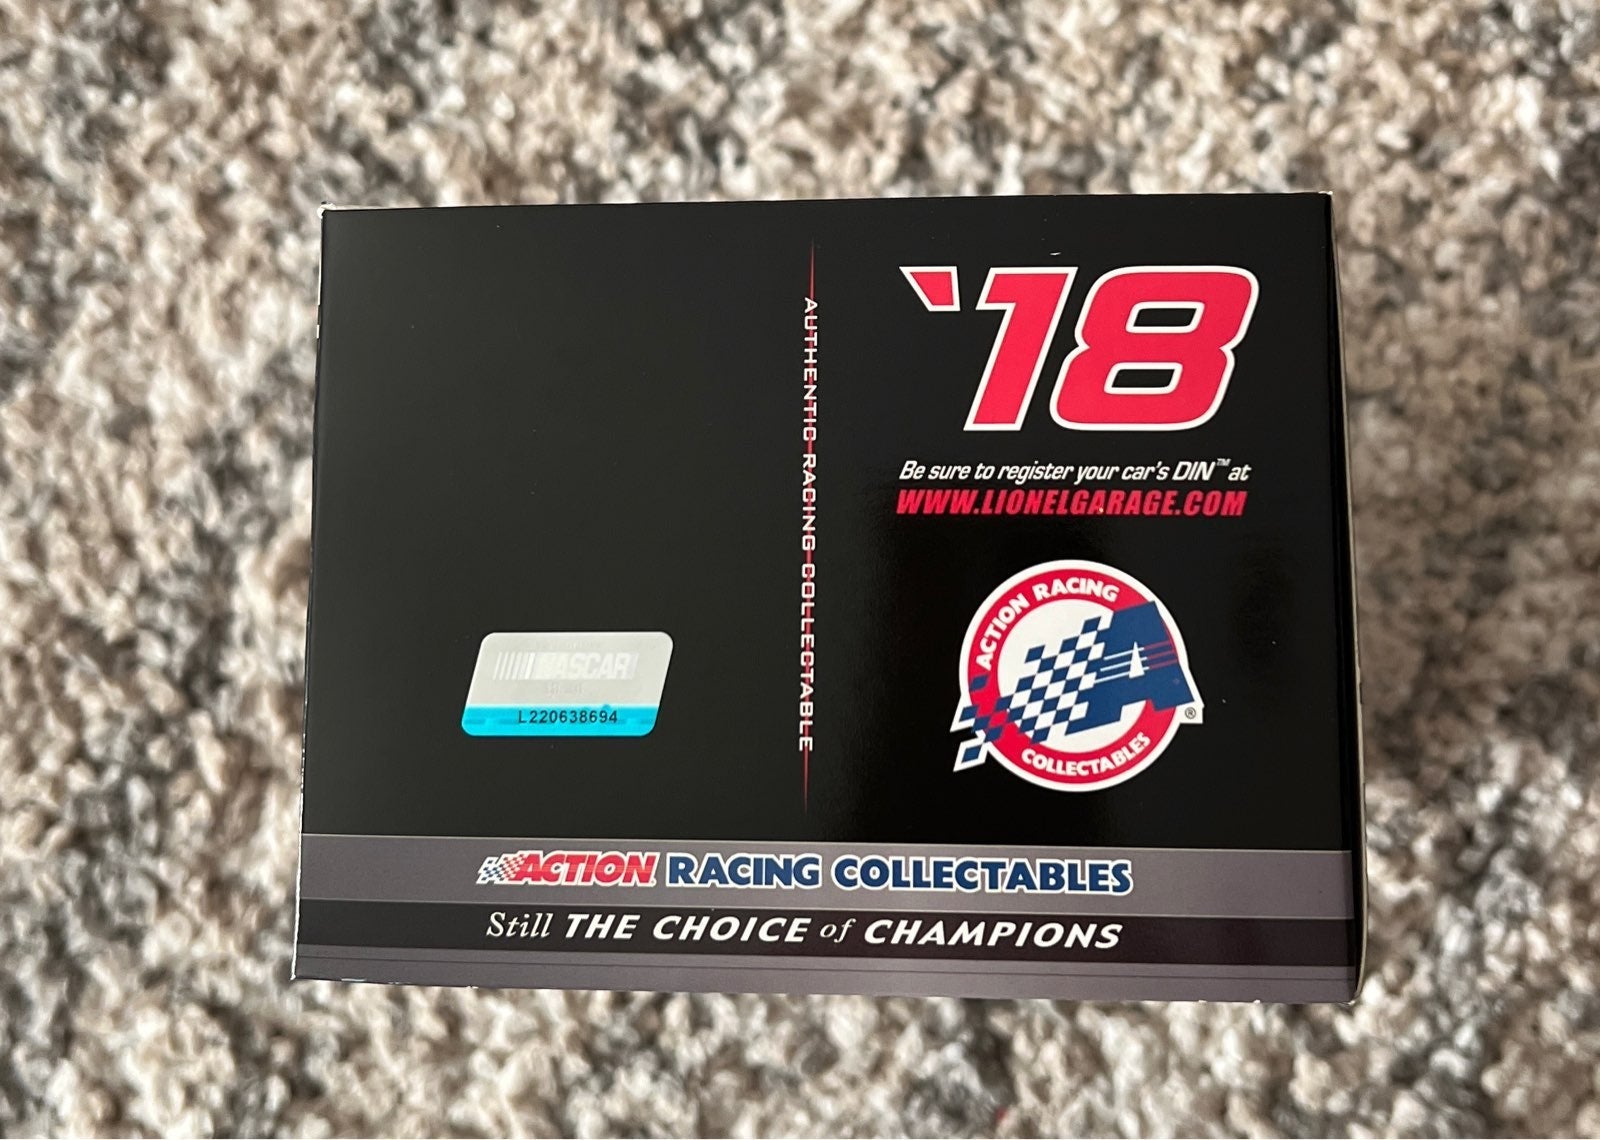 '18
Be sure to register your car's DIN™ at
WWW.LIONELGARAGE.COM
AUTHENTIC RACING COLLECTABLE
NASCAR
L220638694
ACTION RACING
A
®
COLLECTABLES
ACTION RACING COLLECTABLES
Still THE CHOICE of CHAMPIONS